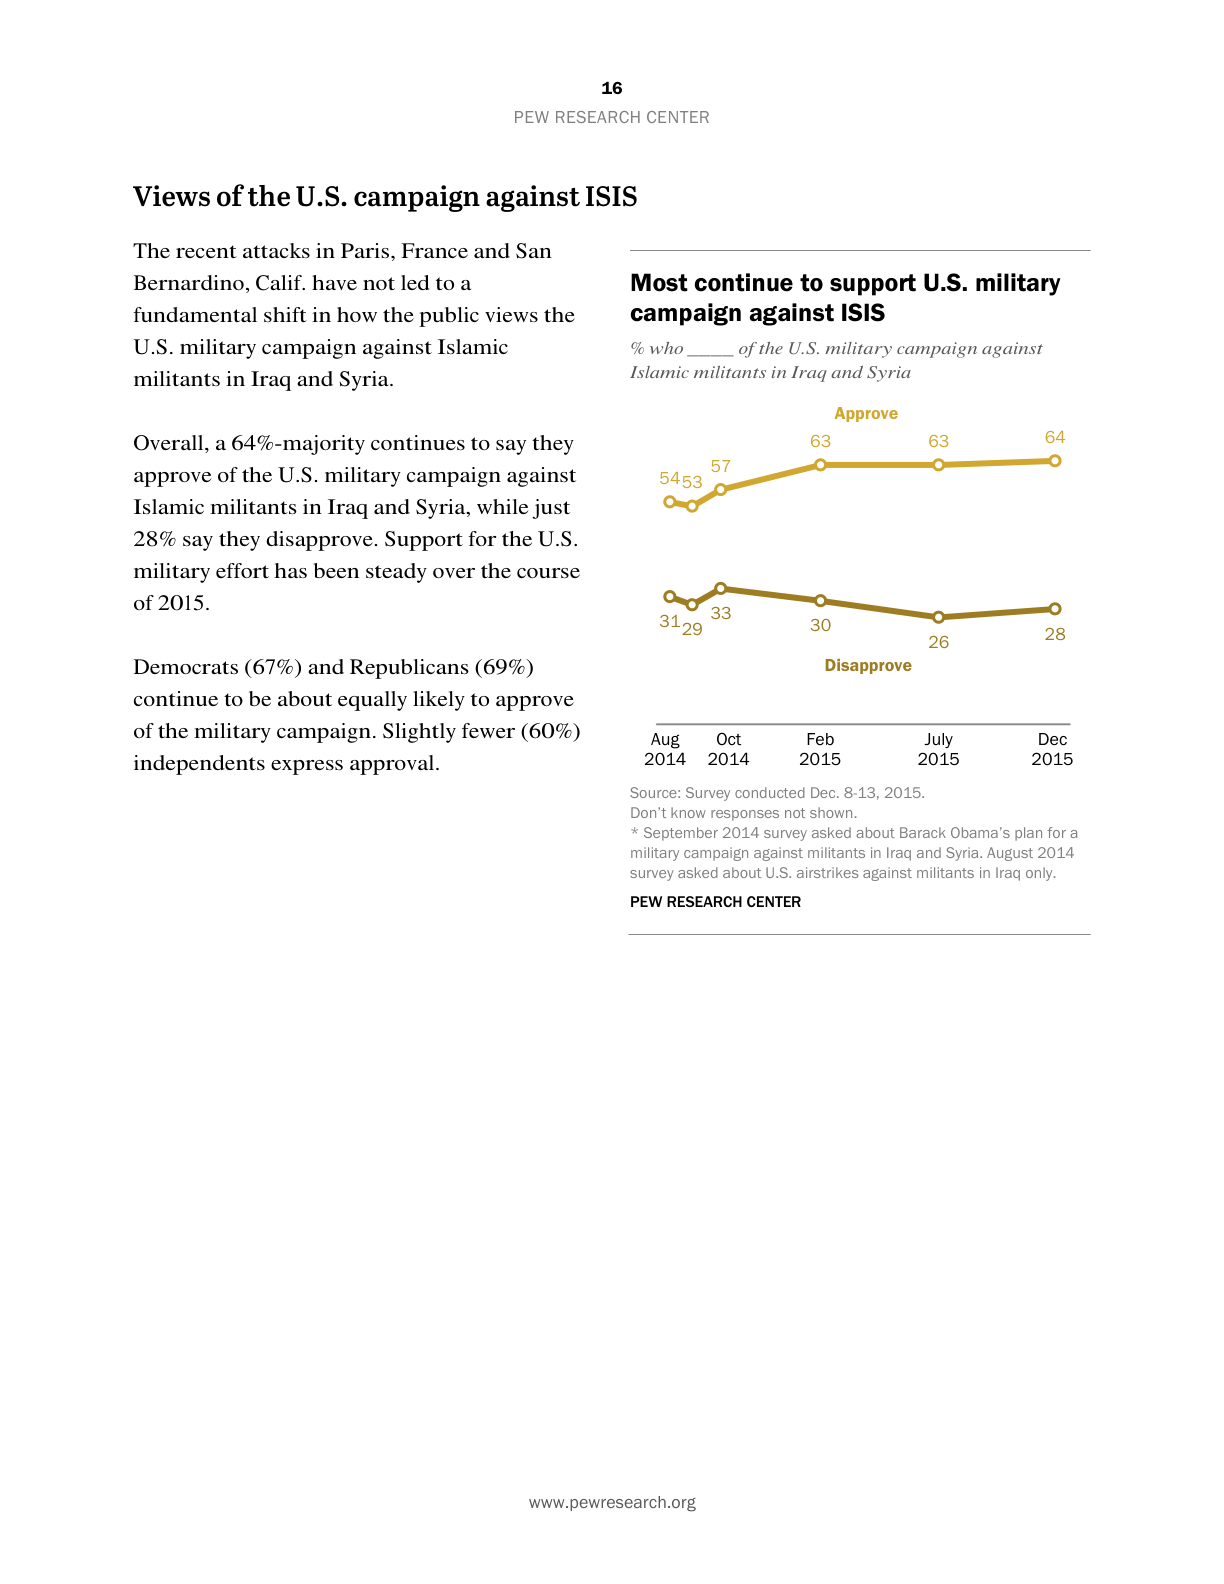 16
PEW RESEARCH CENTER
Views of the U.S. campaign against ISIS
The recent attacks in Paris, France and San
Bernardino, Calif. have not led to a
fundamental shift in how the public views the
U.S. military campaign against Islamic
militants in Iraq and Syria.
Overall, a 64%-majority continues to say they
approve of the U.S. military campaign against
Islamic militants in Iraq and Syria, while just
28% say they disapprove. Support for the U.S.
military effort has been steady over the course
of 2015.
Democrats (67%) and Republicans (69%)
continue to be about equally likely to approve
of the military campaign. Slightly fewer (60%)
independents express approval.
Most continue to support U.S. military
campaign against ISIS
% who ____ of the U.S. military campaign against
Islamic militants in Iraq and Syria
Approve
54 53 57 63 63 64
31 29 33 30 26 28
Disapprove
Aug Oct Feb July Dec
2014 2014 2015 2015 2015
Source: Survey conducted Dec. 8-13, 2015.
Don't know responses not shown.
* September 2014 survey asked about Barack Obama's plan for a
military campaign against militants in Iraq and Syria. August 2014
survey asked about U.S. airstrikes against militants in Iraq only.
PEW RESEARCH CENTER
www.pewresearch.org